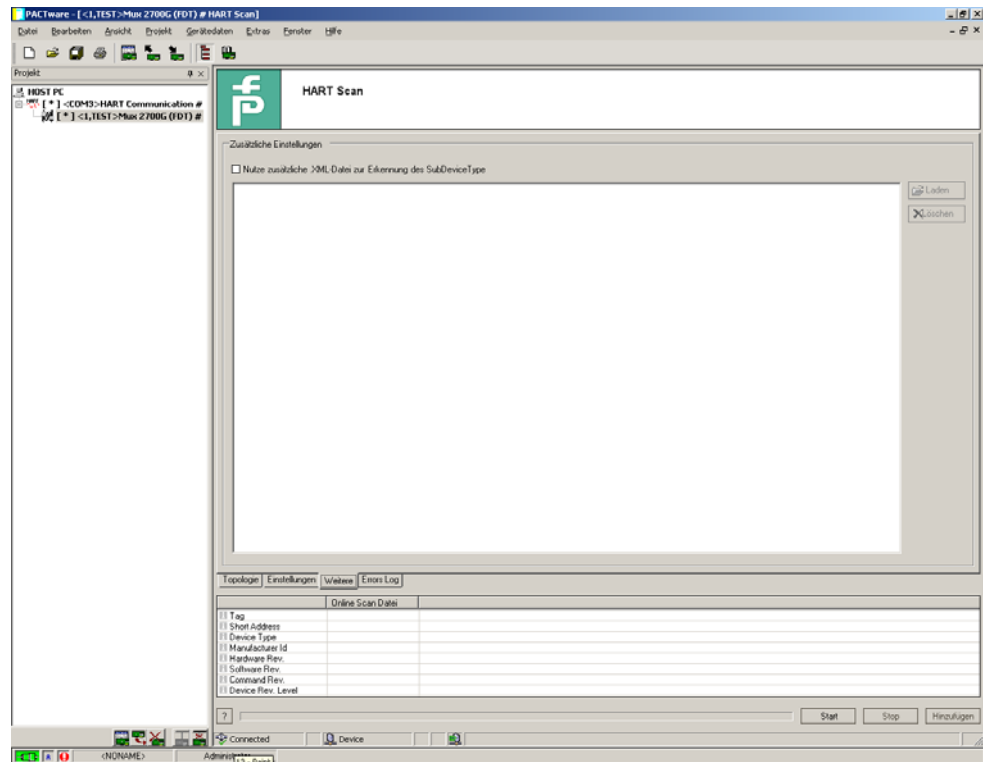 PACTware - [<1,TEST>Mux 2700G (FDT) # HART Scan]
Datei Bearbeiten Ansicht Projekt Gerätedaten Extras Fenster Hilfe
Projekt
HOST PC
[ * ] <COM3>HART Communication #
[ * ] <1,TEST>Mux 2700G (FDT) #
HART Scan
Zusätzliche Einstellungen
Nutze zusätzliche XML-Datei zur Erkennung des SubDeviceType
Laden
Löschen
Topologie Einstellungen Weitere Errors Log
Online Scan Datei
Tag
Short Address
Device Type
Manufacturer Id
Hardware Rev.
Software Rev.
Command Rev.
Device Rev. Level
?
Start Stop Hinzufügen
Connected Device
<NONAME>